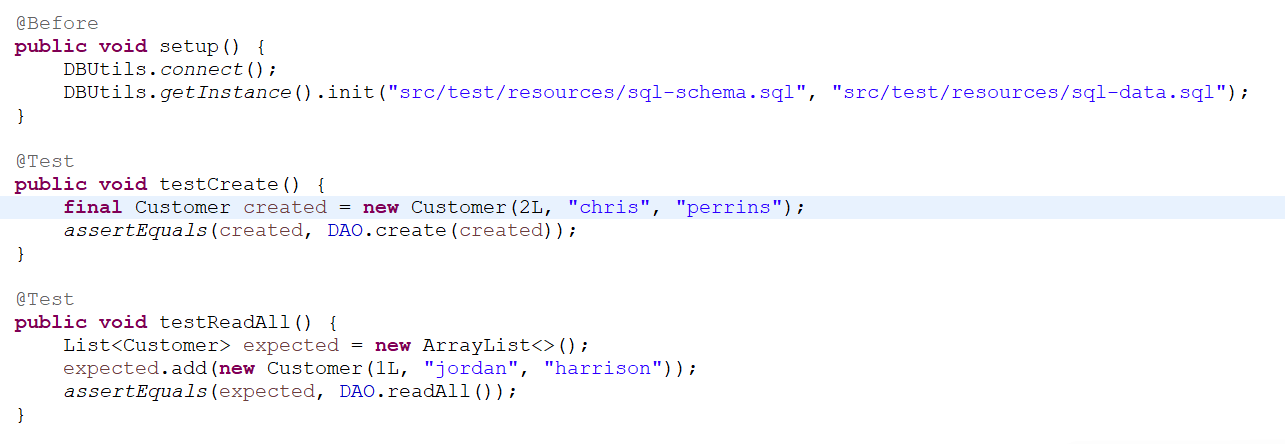 @Before
public void setup() {
    DBUtils.connect();
    DBUtils.getInstance().init("src/test/resources/sql-schema.sql", "src/test/resources/sql-data.sql");
}

@Test
public void testCreate() {
    final Customer created = new Customer(2L, "chris", "perrins");
    assertEquals(created, DAO.create(created));
}

@Test
public void testReadAll() {
    List<Customer> expected = new ArrayList<>();
    expected.add(new Customer(1L, "jordan", "harrison"));
    assertEquals(expected, DAO.readAll());
}